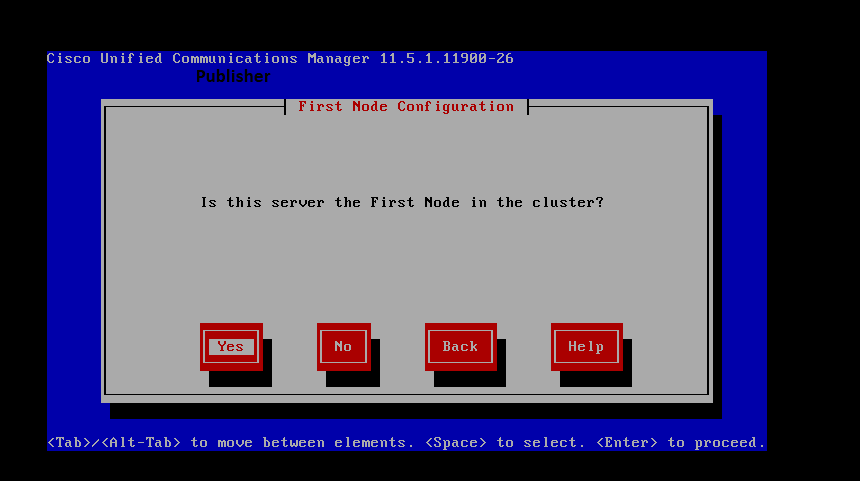 Cisco Unified Communications Manager 11.5.1.11900-26
Publisher
First Node Configuration
Is this server the First Node in the cluster?
Yes No Back Help
<Tab>/<Alt-Tab> to move between elements. <Space> to select. <Enter> to proceed.